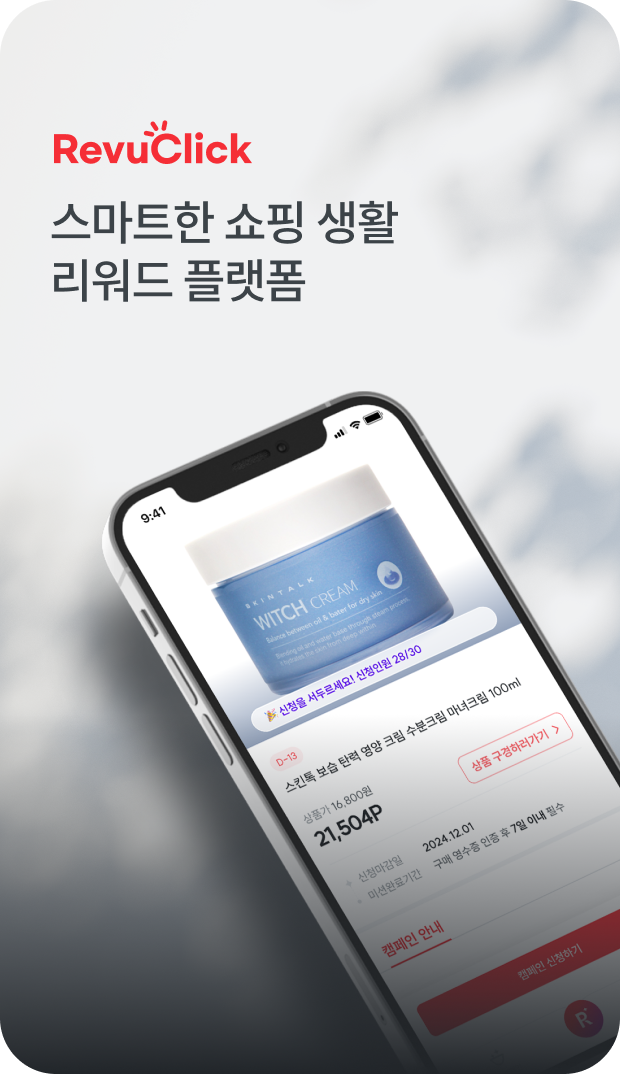 RevuClick
스마트한 쇼핑 생활
리워드 플랫폼
9:41
SKINTALK
WITCH CREAM
Balance between oil & water for dry skin
🎉 신청을 서두르세요! 신청인원 28/30
D-13
스킨톡 보습 탄력 영양 크림 수분크림 마녀크림 100ml
상품가 16,800원
21,504P
상품 구경하러가기 >
신청마감일 2024.12.01
미션완료기간 구매 영수증 인증 후 7일 이내 필수
캠페인 안내
캠페인 신청하기
R